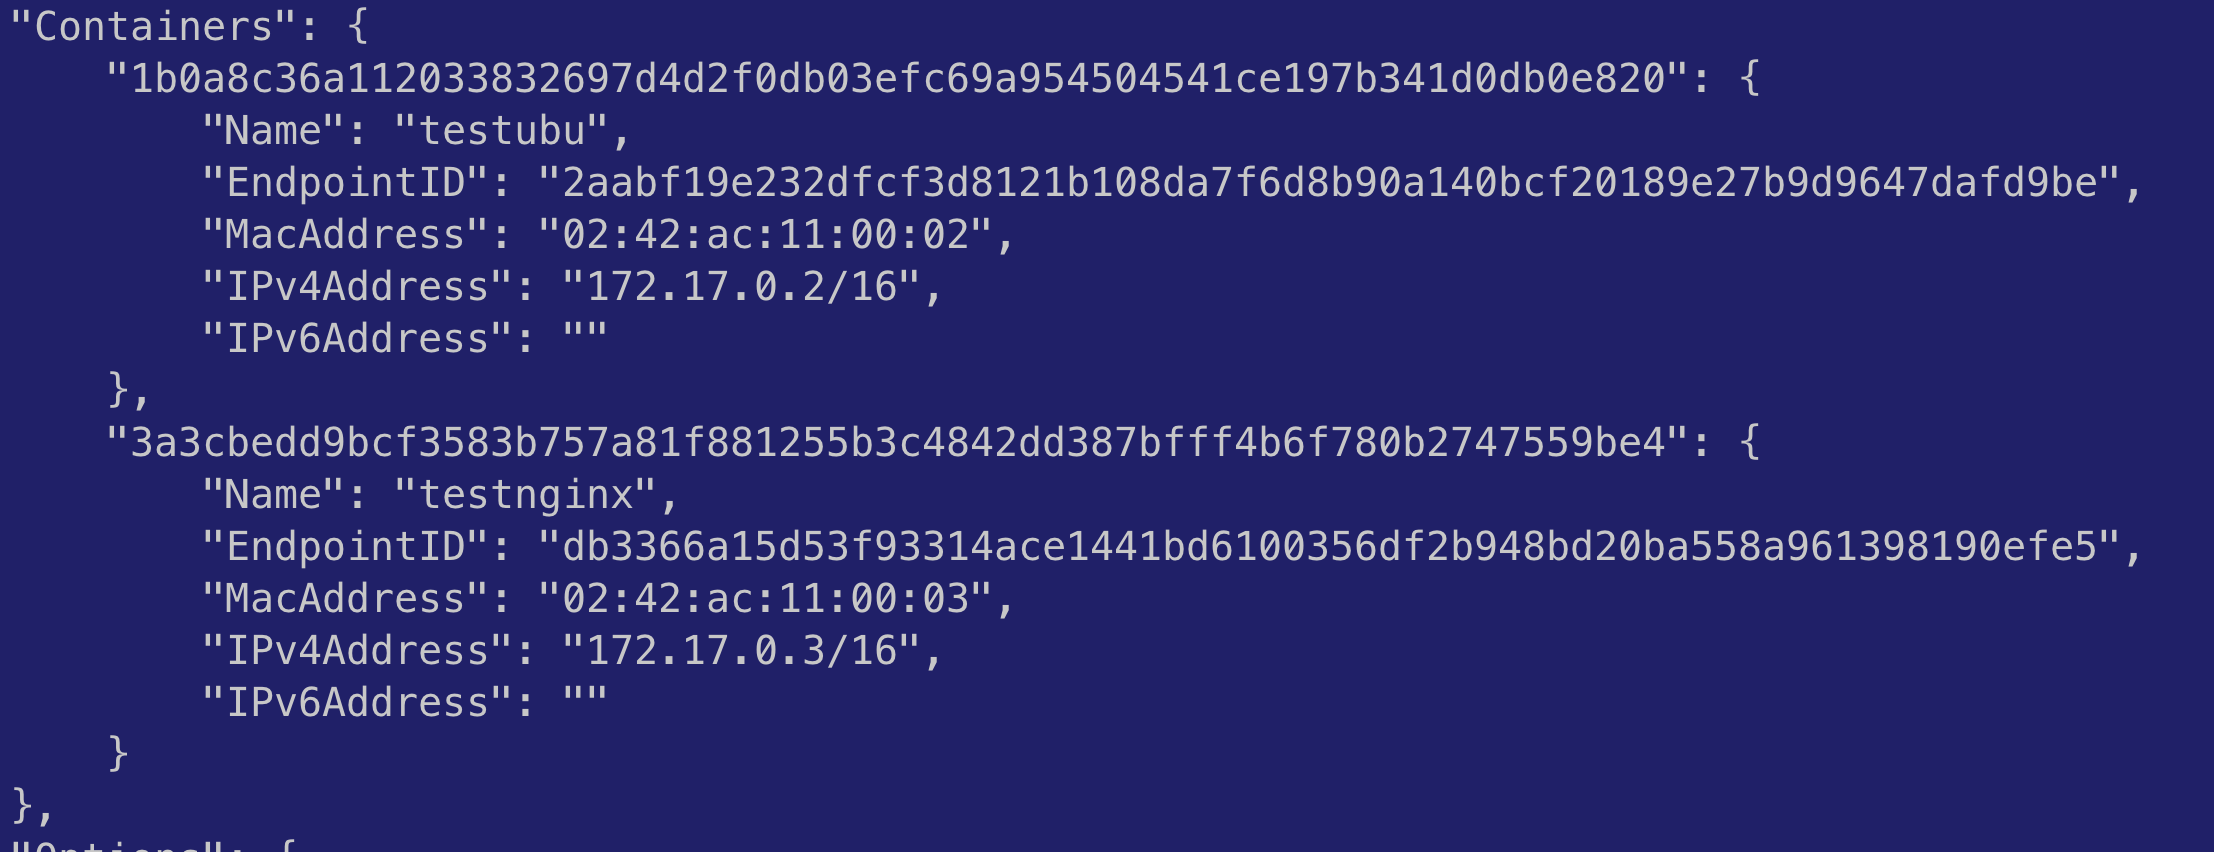 "Containers": {
    "1b0a8c36a112033832697d4d2f0db03efc69a954504541ce197b341d0db0e820": {
        "Name": "testubu",
        "EndpointID": "2aabf19e232dfcf3d8121b108da7f6d8b90a140bcf20189e27b9d9647dafd9be",
        "MacAddress": "02:42:ac:11:00:02",
        "IPv4Address": "172.17.0.2/16",
        "IPv6Address": ""
    },
    "3a3cbedd9bcf3583b757a81f881255b3c4842dd387bfff4b6f780b2747559be4": {
        "Name": "testnginx",
        "EndpointID": "db3366a15d53f93314ace1441bd6100356df2b948bd20ba558a961398190efe5",
        "MacAddress": "02:42:ac:11:00:03",
        "IPv4Address": "172.17.0.3/16",
        "IPv6Address": ""
    }
},
"Options": {